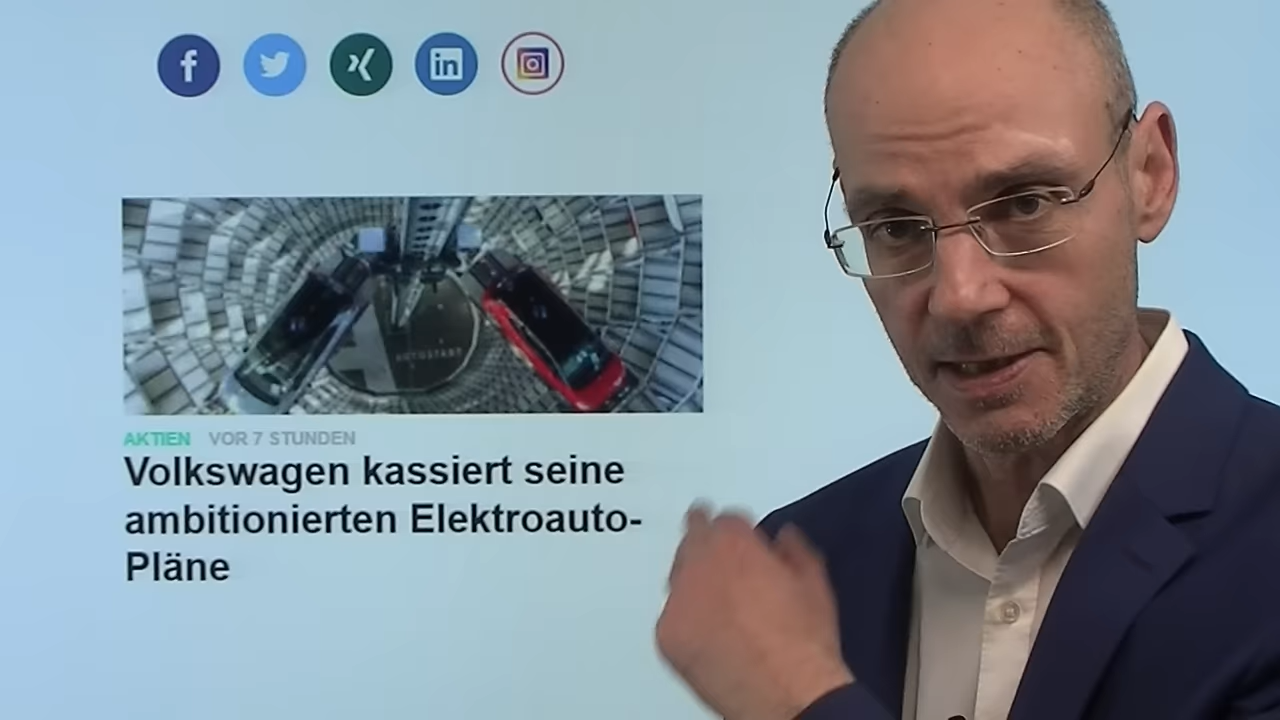 AKTIEN VOR 7 STUNDEN
Volkswagen kassiert seine
ambitionierten Elektroauto-
Pläne